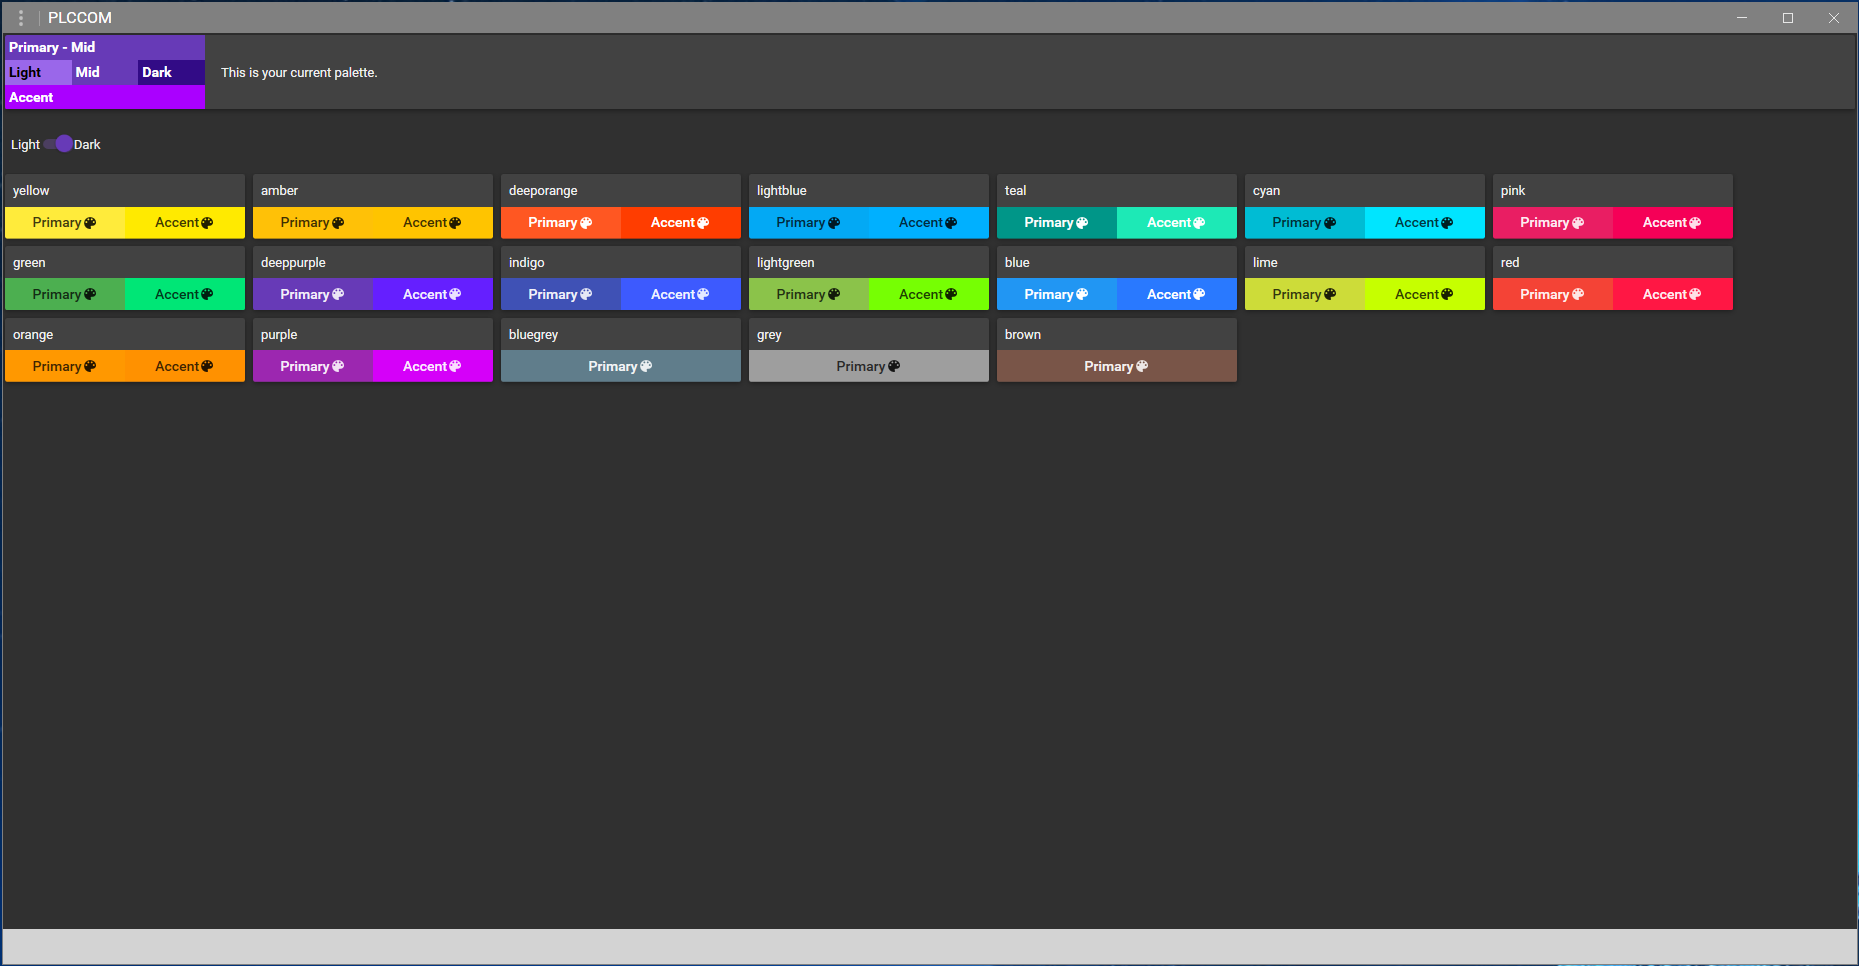 PLCCOM
Primary - Mid
Light Mid Dark
Accent
This is your current palette.
Light Dark
yellow amber deeporange lightblue teal cyan pink
Primary Accent Primary Accent Primary Accent Primary Accent Primary Accent Primary Accent Primary Accent
green deeppurple indigo lightgreen blue lime red
Primary Accent Primary Accent Primary Accent Primary Accent Primary Accent Primary Accent Primary Accent
orange purple bluegrey grey brown
Primary Accent Primary Accent Primary Primary Primary